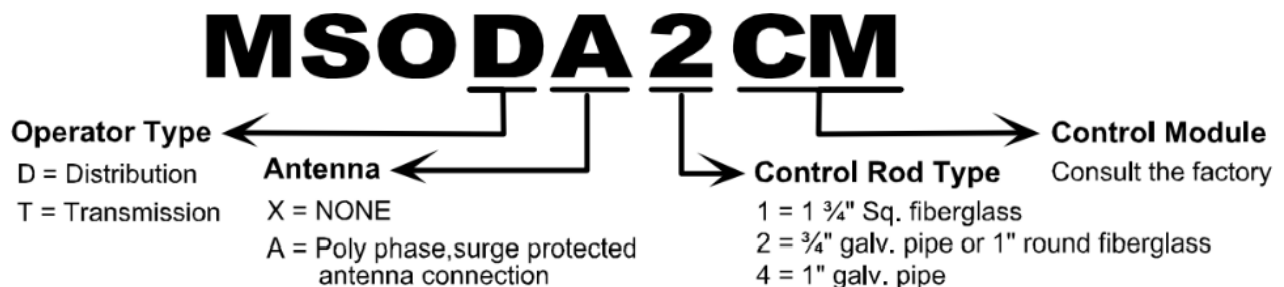 MSODA2CM
Operator Type
D = Distribution
T = Transmission
Antenna
X = NONE
A = Poly phase,surge protected
antenna connection
Control Rod Type
1 = 1 ¾" Sq. fiberglass
2 = ¾" galv. pipe or 1" round fiberglass
4 = 1" galv. pipe
Control Module
Consult the factory